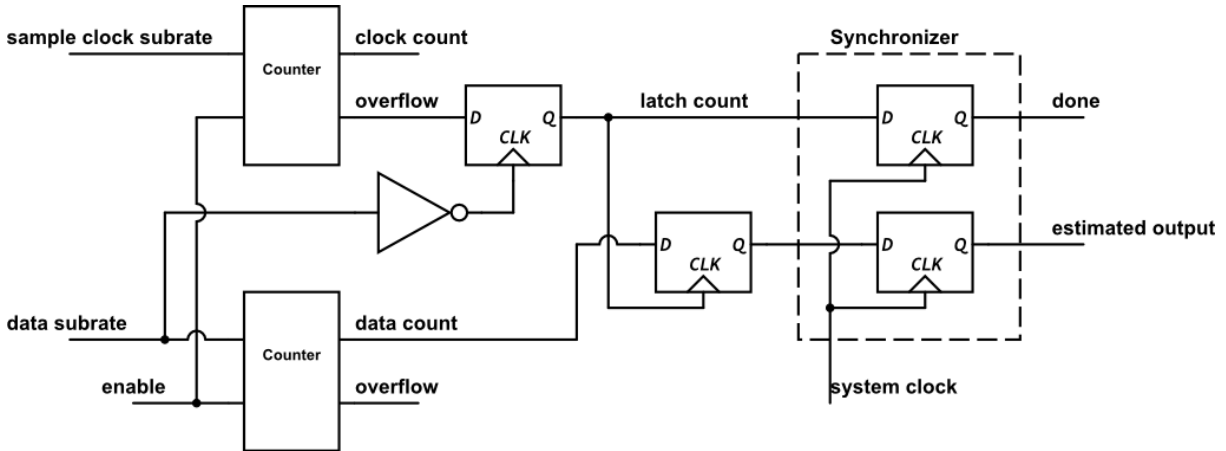 sample clock subrate
Counter
clock count
overflow
D
Q
CLK
latch count
Synchronizer
D
Q
CLK
done
D
Q
CLK
D
Q
CLK
estimated output
data subrate
Counter
data count
enable
overflow
system clock